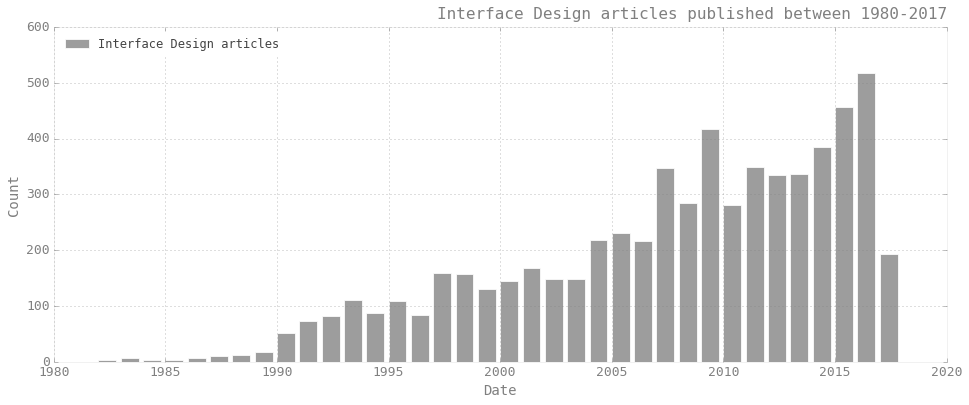 Interface Design articles published between 1980-2017
600
Interface Design articles
500
400
300
200
100
0
Count
1980 1985 1990 1995 2000 2005 2010 2015 2020
Date